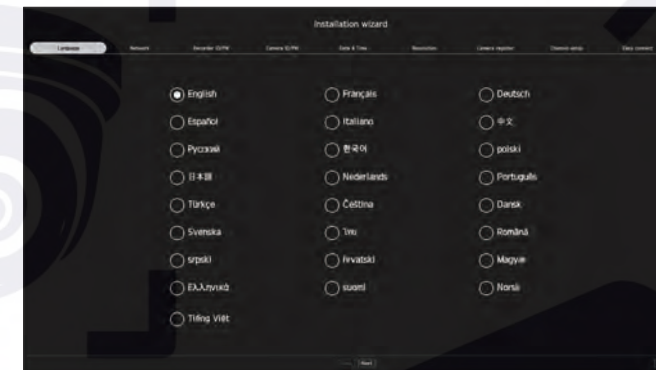 Installation wizard
Language Network Recorder ID/PW Camera ID/PW Date & Time Resolution Camera register Channel setup Easy connect
English Français Deutsch
Español Italiano 中文
Русский 한국어 polski
日本語 Nederlands Português
Türkçe Čeština Dansk
Svenska ไทย Română
srpski hrvatski Magyar
Ελληνικά suomi Norsk
Tiếng Việt
Next